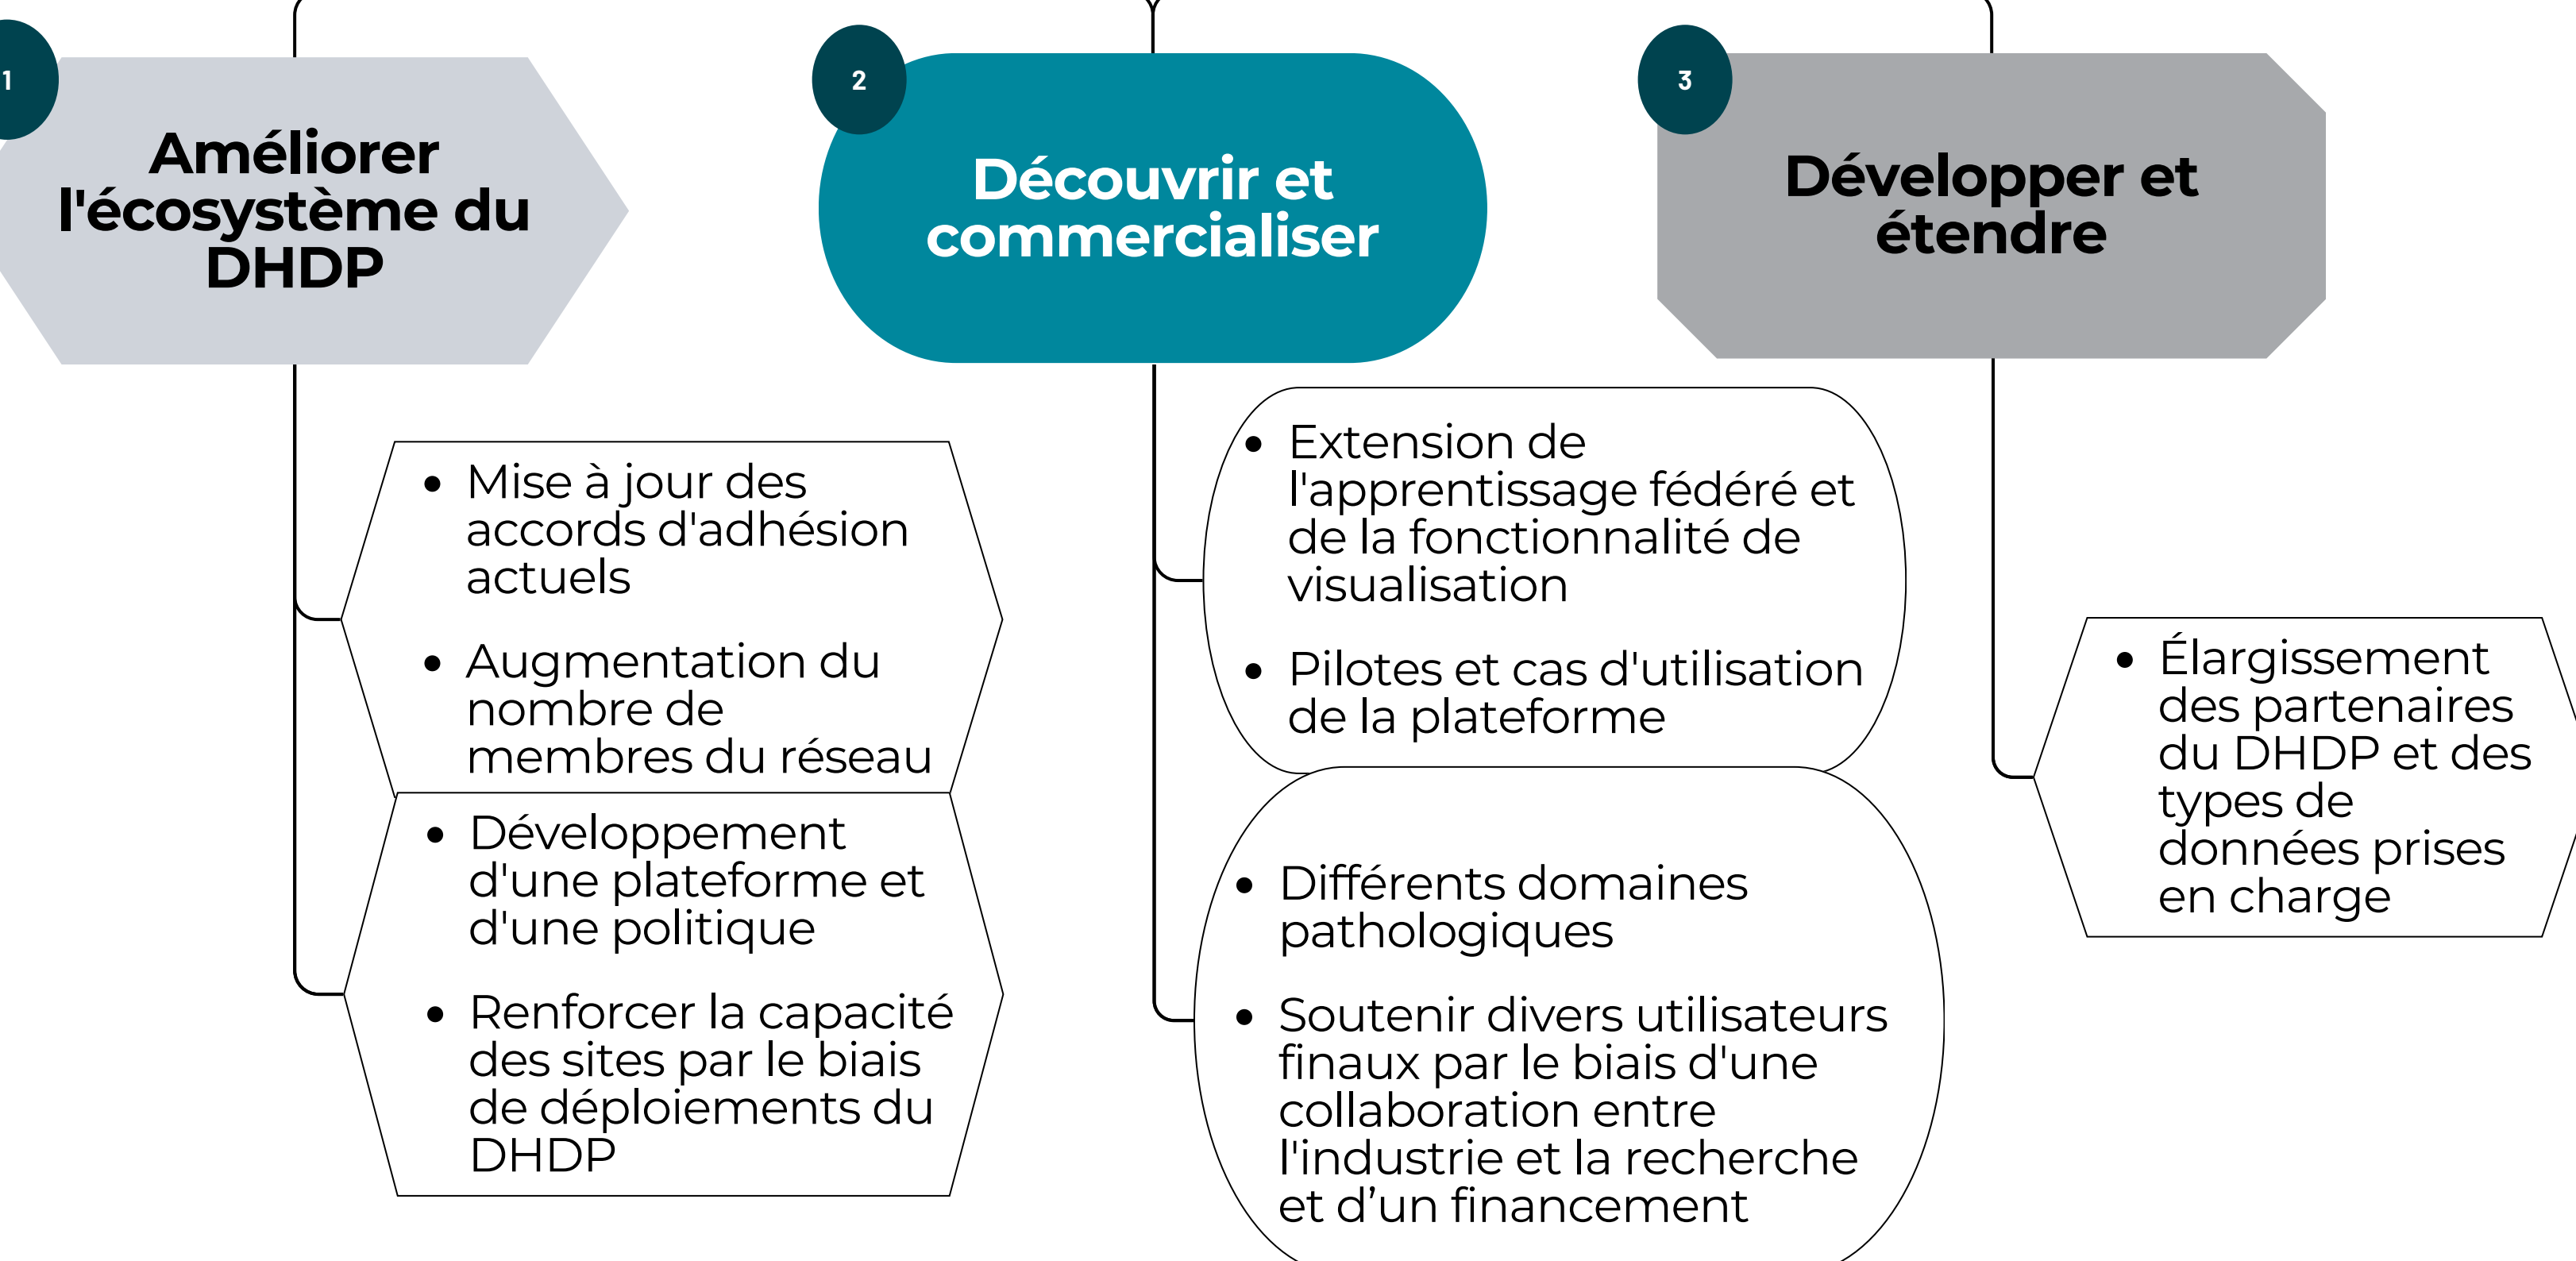 1
Améliorer
l'écosystème du
DHDP
• Mise à jour des
accords d'adhésion
actuels
• Augmentation du
nombre de
membres du réseau
• Développement
d'une plateforme et
d'une politique
• Renforcer la capacité
des sites par le biais
de déploiements du
DHDP
2
Découvrir et
commercialiser
• Extension de
l'apprentissage fédéré et
de la fonctionnalité de
visualisation
• Pilotes et cas d'utilisation
de la plateforme
• Différents domaines
pathologiques
• Soutenir divers utilisateurs
finaux par le biais d'une
collaboration entre
l'industrie et la recherche
et d’un financement
3
Développer et
étendre
• Élargissement
des partenaires
du DHDP et des
types de
données prises
en charge